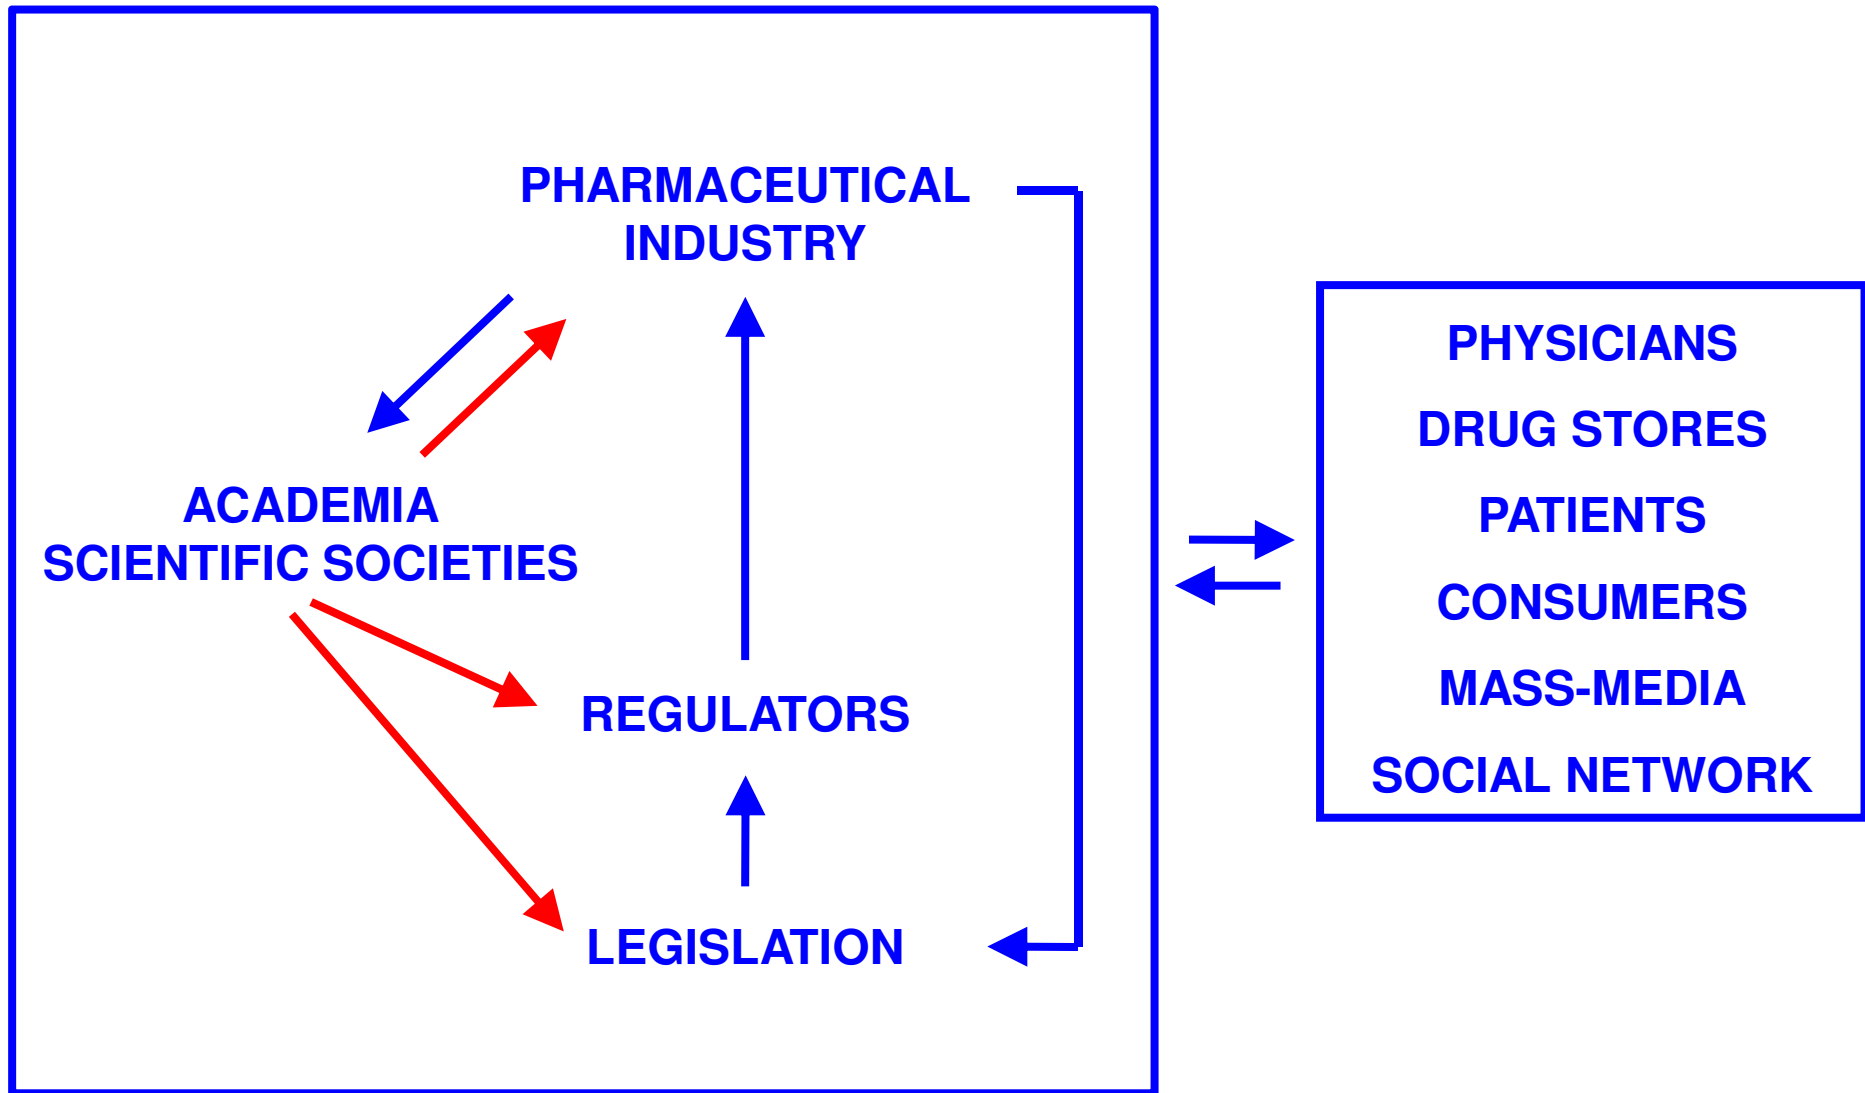 PHARMACEUTICAL
INDUSTRY
ACADEMIA
SCIENTIFIC SOCIETIES
REGULATORS
LEGISLATION
PHYSICIANS
DRUG STORES
PATIENTS
CONSUMERS
MASS-MEDIA
SOCIAL NETWORK